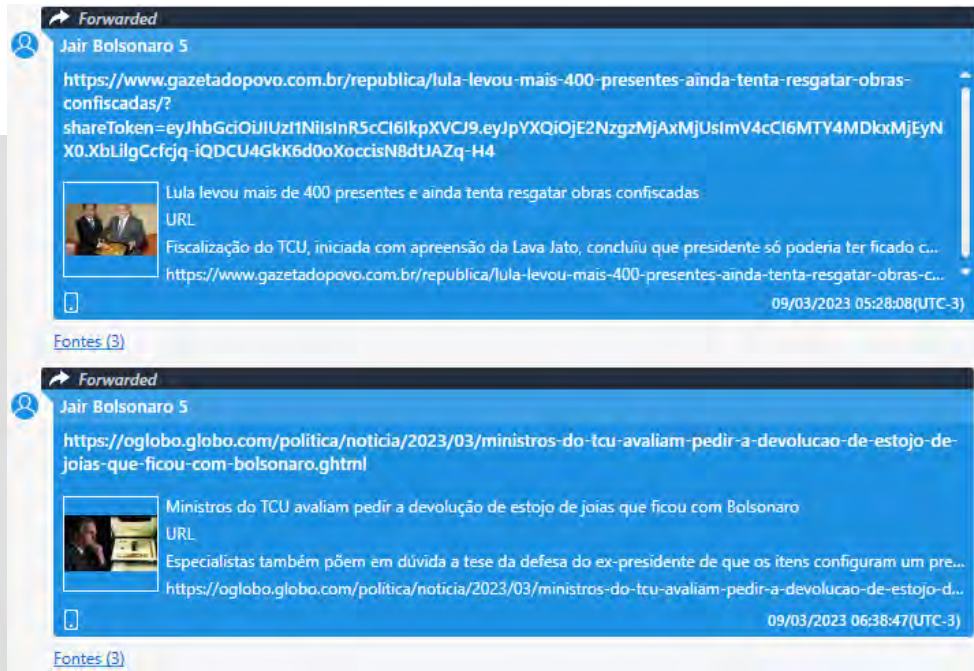 Forwarded
Jair Bolsonaro 5
https://www.gazetadopovo.com.br/republica/lula-levou-mais-400-presentes-ainda-tenta-resgatar-obras-
confiscadas/?
shareToken=eyJhbGciOiJIUzI1NiIsInR5cCI6IkpXVCJ9.eyJpYXQiOjE2NzgzMjAxMjUsImV4cCI6MTY4MDkxMjEyN
X0.XbLilgCcfcjq-iQDCU4GkK6d0oXoccisN8dtJAZq-H4
Lula levou mais de 400 presentes e ainda tenta resgatar obras confiscadas
URL
Fiscalização do TCU, iniciada com apreensão da Lava Jato, concluiu que presidente só poderia ter ficado c...
https://www.gazetadopovo.com.br/republica/lula-levou-mais-400-presentes-ainda-tenta-resgatar-obras-c...
09/03/2023 05:28:08(UTC-3)
Fontes (3)
Forwarded
Jair Bolsonaro 5
https://oglobo.globo.com/politica/noticia/2023/03/ministros-do-tcu-avaliam-pedir-a-devolucao-de-estojo-de-
joias-que-ficou-com-bolsonaro.ghtml
Ministros do TCU avaliam pedir a devolução de estojo de joias que ficou com Bolsonaro
URL
Especialistas também põem em dúvida a tese da defesa do ex-presidente de que os itens configuram um pre...
https://oglobo.globo.com/politica/noticia/2023/03/ministros-do-tcu-avaliam-pedir-a-devolucao-de-estojo-d...
09/03/2023 06:38:47(UTC-3)
Fontes (3)